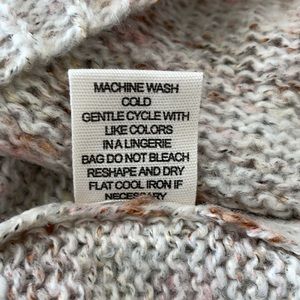 MACHINE WASH
COLD
GENTLE CYCLE WITH
LIKE COLORS
IN A LINGERIE
BAG DO NOT BLEACH
RESHAPE AND DRY
FLAT COOL IRON IF
NECESSARY